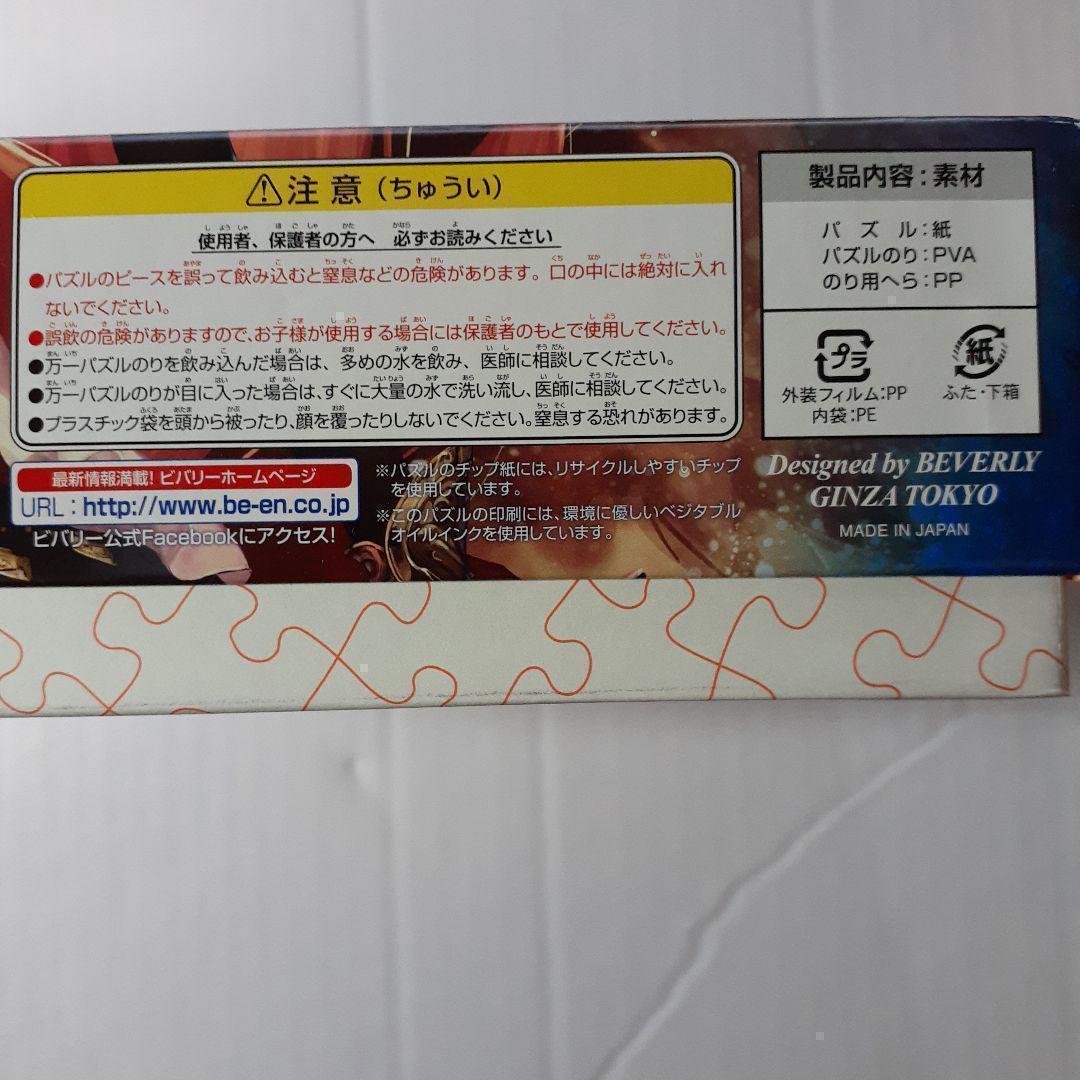 ⚠注意（ちゅうい）
使用者、保護者の方へ 必ずお読みください
●パズルのピースを誤って飲み込むと窒息などの危険があります。口の中には絶対に入れ
ないでください。
●誤飲の危険がありますので、お子様が使用する場合には保護者のもとで使用してください。
●万一パズルのりを飲み込んだ場合は、多めの水を飲み、医師に相談してください。
●万一パズルのりが目に入った場合は、すぐに大量の水で洗い流し、医師に相談してください。
●プラスチック袋を頭から被ったり、顔を覆ったりしないでください。窒息する恐れがあります。
最新情報満載! ビバリーホームページ
URL：http://www.be-en.co.jp
ビバリー公式Facebookにアクセス!
※パズルのチップ紙には、リサイクルしやすいチップ
を使用しています。
※このパズルの印刷には、環境に優しいベジタブル
オイルインクを使用しています。
製品内容：素材
パズル：紙
パズルのり：PVA
のり用へら：PP
プラ
外装フィルム：PP
内袋：PE
紙
ふた・下箱
Designed by BEVERLY
GINZA TOKYO
MADE IN JAPAN